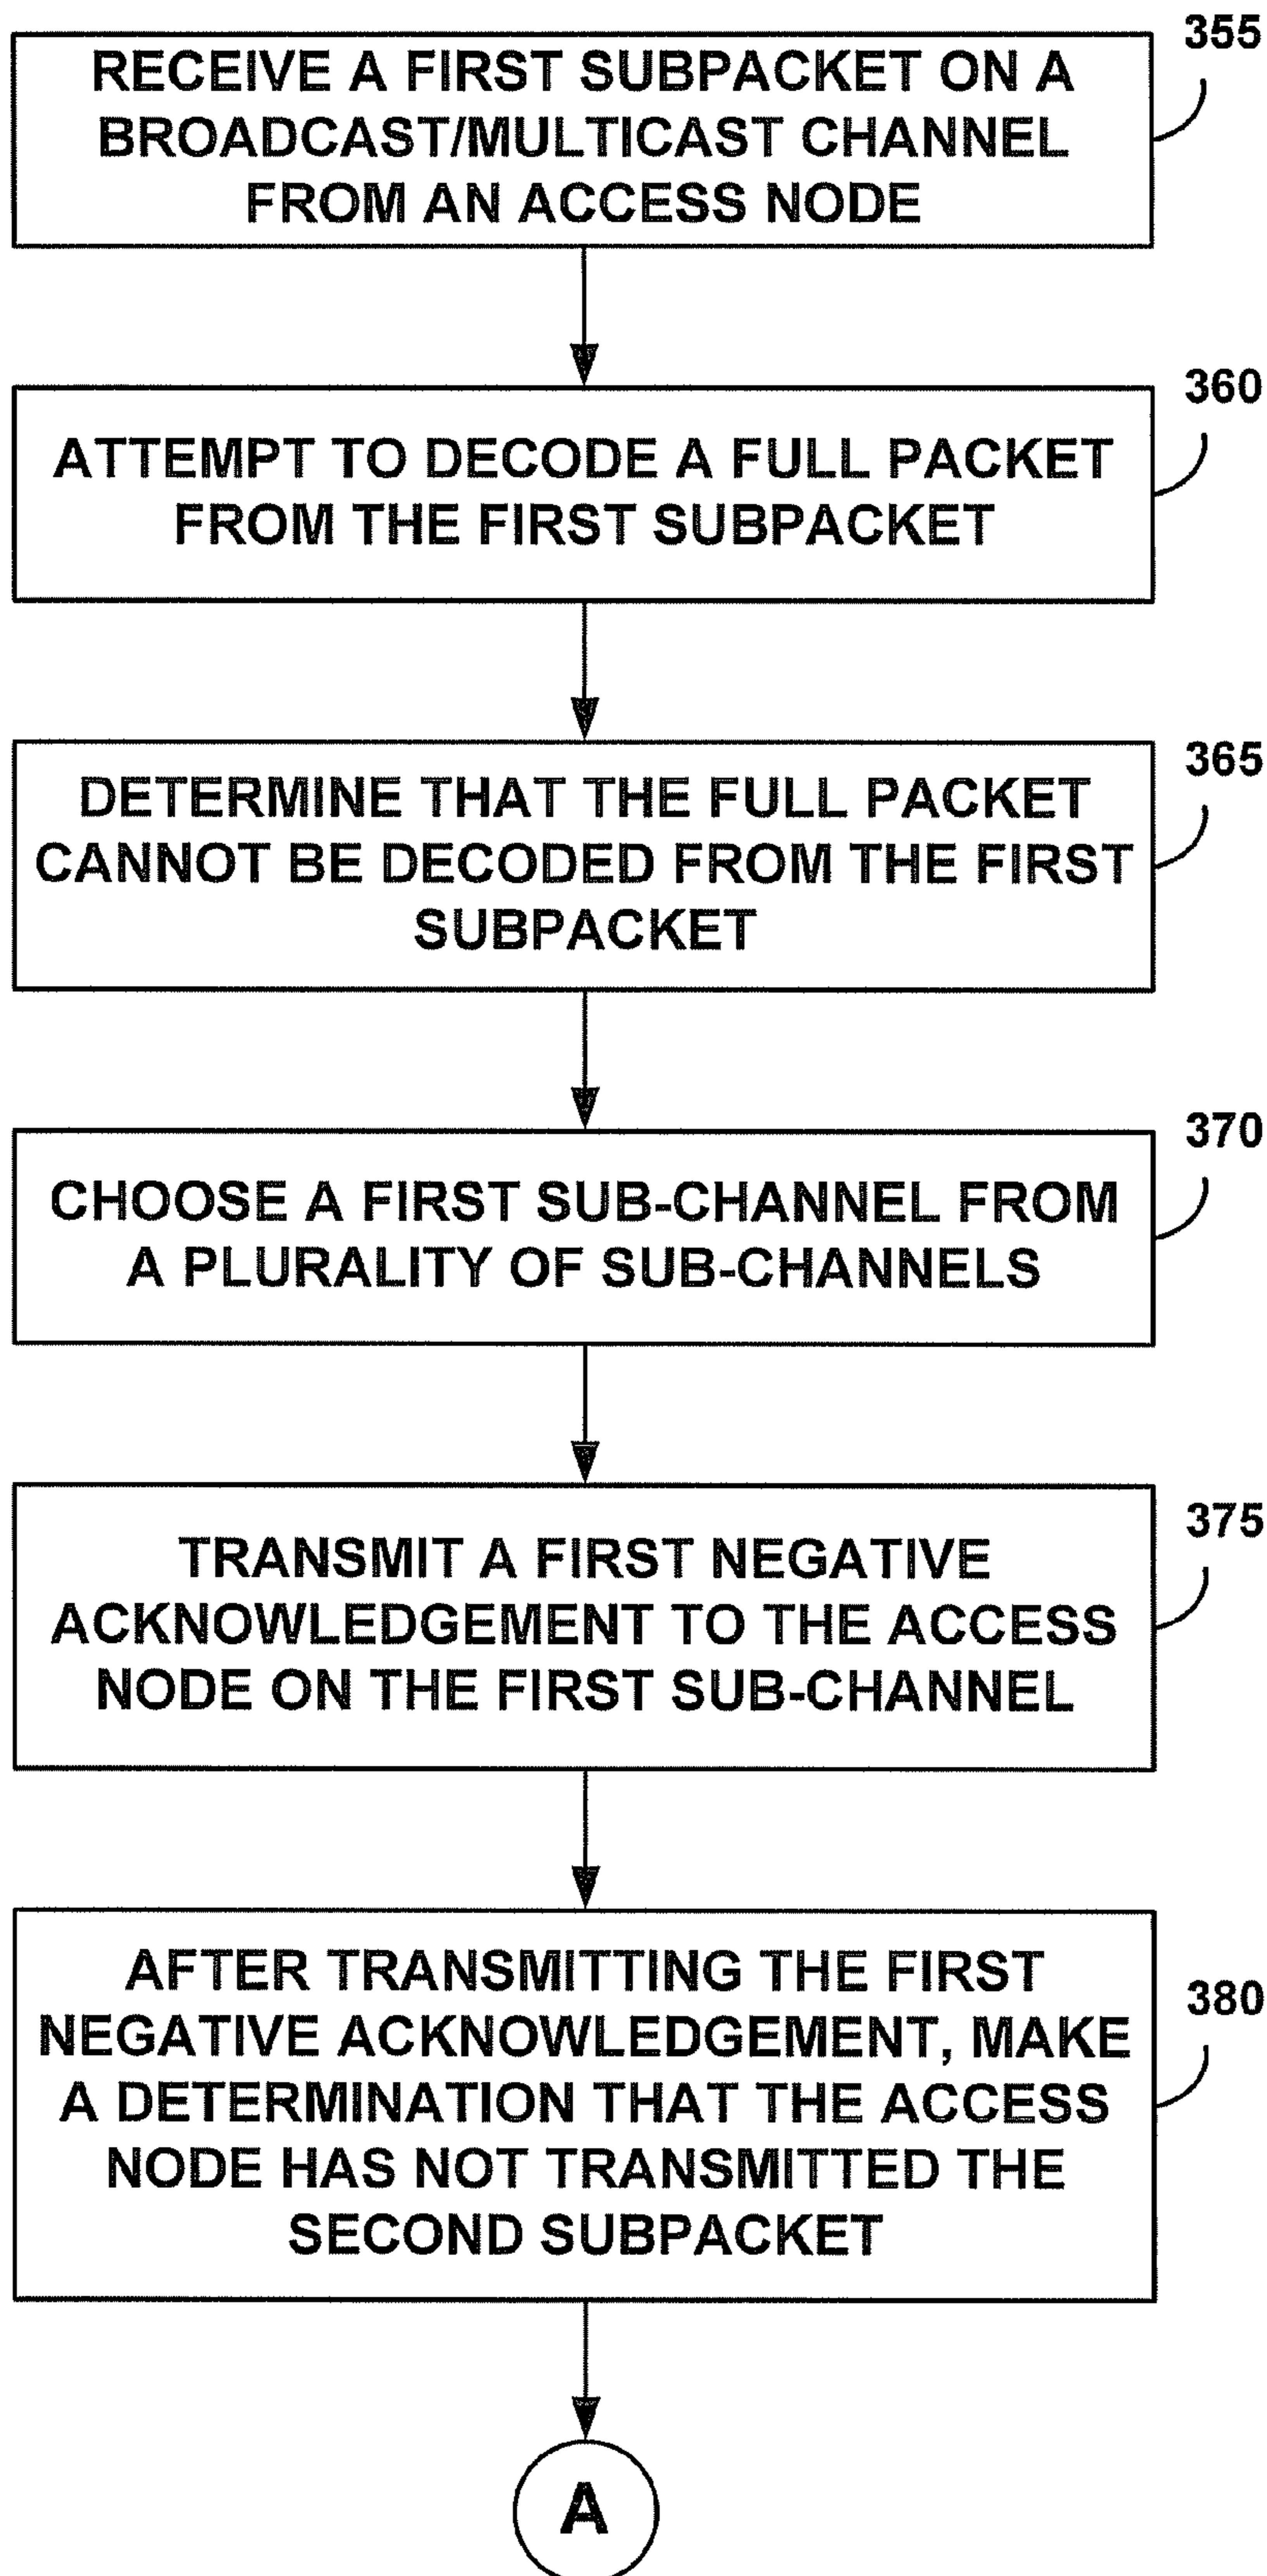 355
RECEIVE A FIRST SUBPACKET ON A
BROADCAST/MULTICAST CHANNEL
FROM AN ACCESS NODE
360
ATTEMPT TO DECODE A FULL PACKET
FROM THE FIRST SUBPACKET
365
DETERMINE THAT THE FULL PACKET
CANNOT BE DECODED FROM THE FIRST
SUBPACKET
370
CHOOSE A FIRST SUB-CHANNEL FROM
A PLURALITY OF SUB-CHANNELS
375
TRANSMIT A FIRST NEGATIVE
ACKNOWLEDGEMENT TO THE ACCESS
NODE ON THE FIRST SUB-CHANNEL
380
AFTER TRANSMITTING THE FIRST
NEGATIVE ACKNOWLEDGEMENT, MAKE
A DETERMINATION THAT THE ACCESS
NODE HAS NOT TRANSMITTED THE
SECOND SUBPACKET
A